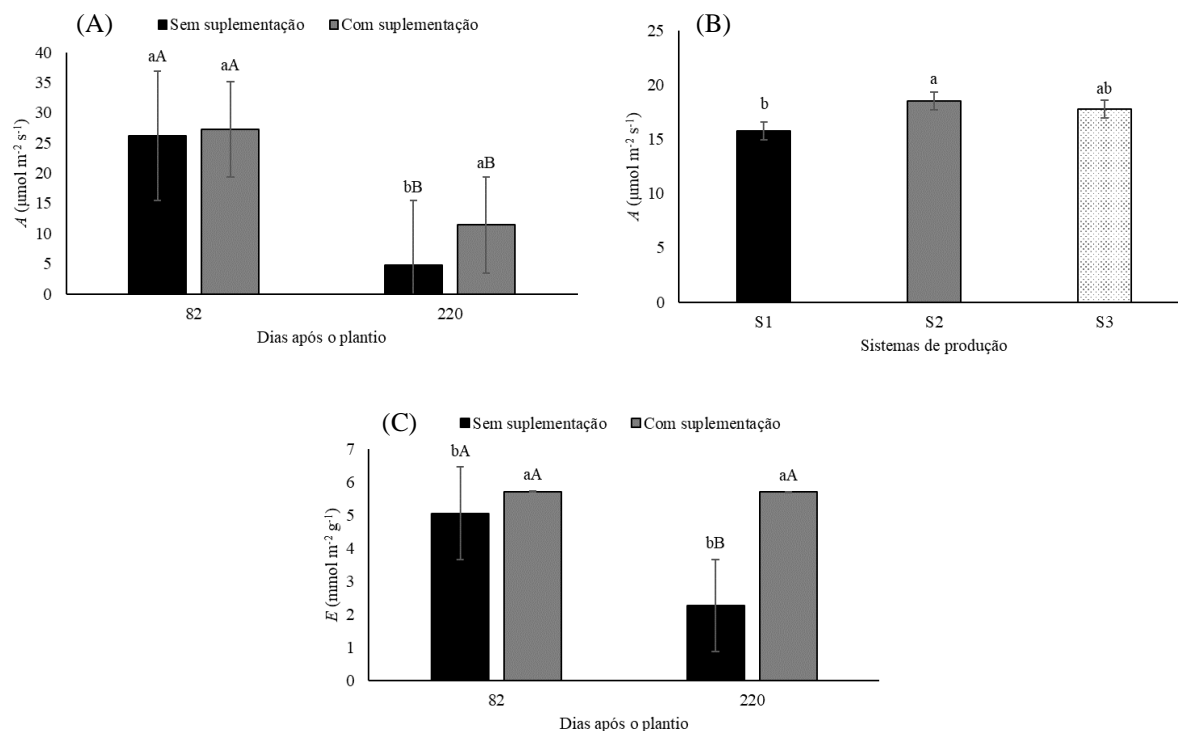 (A)
■Sem suplementação ■Com suplementação
40
35
30
25
20
15
10
5
0
A (µmol m-2 s-1)
aA
aA
bB
aB
82
220
Dias após o plantio
(B)
25
20
15
10
5
0
A (µmol m-2 s-1)
b
a
ab
S1
S2
S3
Sistemas de produção
(C)
■Sem suplementação ■Com suplementação
7
6
5
4
3
2
1
0
E (mmol m-2 g-1)
bA
aA
bB
aA
82
220
Dias após o plantio